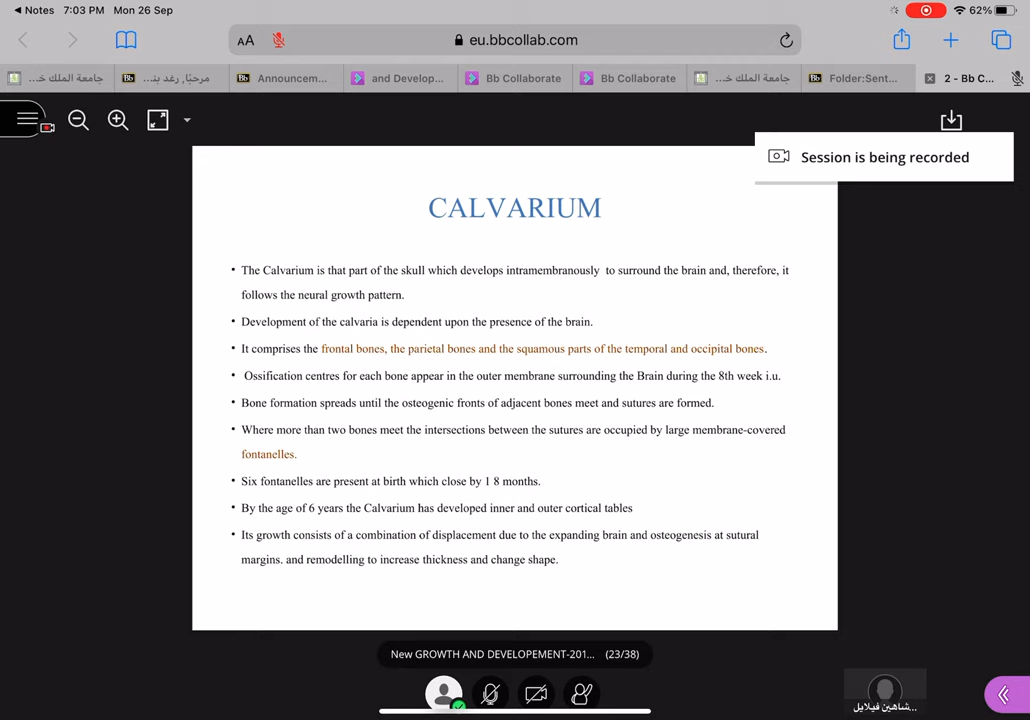 Notes 7:03 PM Mon 26 Sep 62%
AA eu.bbcollab.com
جامعة الملك خـ...
مرحبًا, رغد بنـ...
Announcem...
and Develop...
Bb Collaborate
Bb Collaborate
جامعة الملك خـ...
Folder:Sent...
2 - Bb C...
Session is being recorded
CALVARIUM
• The Calvarium is that part of the skull which develops intramembranously to surround the brain and, therefore, it
follows the neural growth pattern.
• Development of the calvaria is dependent upon the presence of the brain.
• It comprises the frontal bones, the parietal bones and the squamous parts of the temporal and occipital bones.
• Ossification centres for each bone appear in the outer membrane surrounding the Brain during the 8th week i.u.
• Bone formation spreads until the osteogenic fronts of adjacent bones meet and sutures are formed.
• Where more than two bones meet the intersections between the sutures are occupied by large membrane-covered
fontanelles.
• Six fontanelles are present at birth which close by 1 8 months.
• By the age of 6 years the Calvarium has developed inner and outer cortical tables
• Its growth consists of a combination of displacement due to the expanding brain and osteogenesis at sutural
margins. and remodelling to increase thickness and change shape.
New GROWTH AND DEVELOPEMENT-201... (23/38)
شاهين فيلايل...